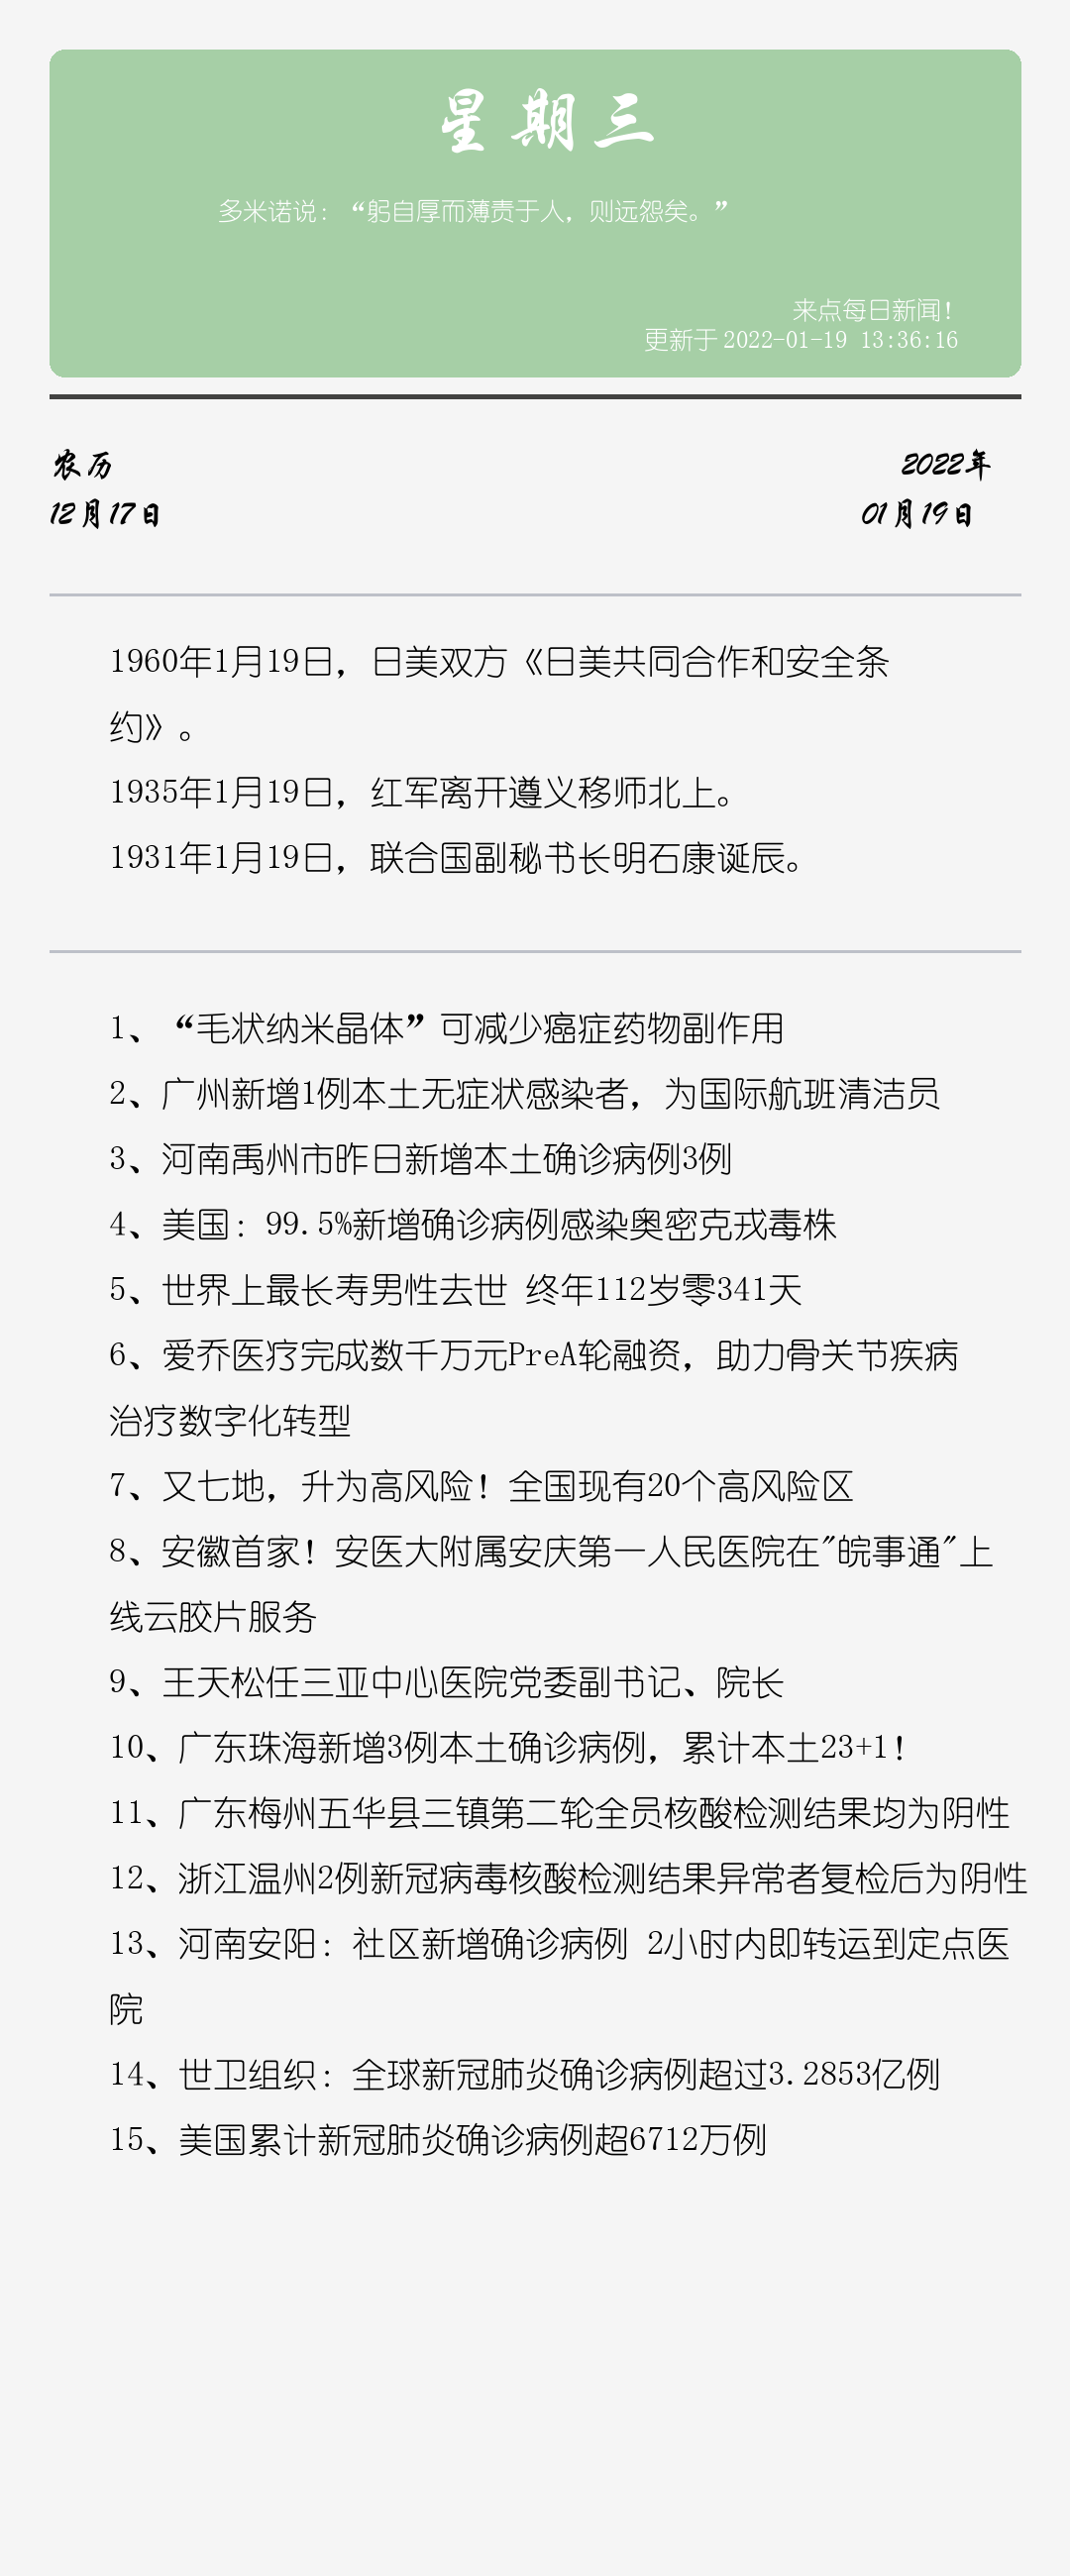 星期三
多米诺说：“躬自厚而薄责于人，则远怨矣。”
来点每日新闻！
更新于 2022-01-19 13:36:16
农历
2022年
12月17日
01月19日
1960年1月19日，日美双方《日美共同合作和安全条
约》。
1935年1月19日，红军离开遵义移师北上。
1931年1月19日，联合国副秘书长明石康诞辰。
1、“毛状纳米晶体”可减少癌症药物副作用
2、广州新增1例本土无症状感染者，为国际航班清洁员
3、河南禹州市昨日新增本土确诊病例3例
4、美国：99.5%新增确诊病例感染奥密克戎毒株
5、世界上最长寿男性去世 终年112岁零341天
6、爱乔医疗完成数千万元PreA轮融资，助力骨关节疾病
治疗数字化转型
7、又七地，升为高风险！全国现有20个高风险区
8、安徽首家！安医大附属安庆第一人民医院在"皖事通"上
线云胶片服务
9、王天松任三亚中心医院党委副书记、院长
10、广东珠海新增3例本土确诊病例，累计本土23+1！
11、广东梅州五华县三镇第二轮全员核酸检测结果均为阴性
12、浙江温州2例新冠病毒核酸检测结果异常者复检后为阴性
13、河南安阳：社区新增确诊病例 2小时内即转运到定点医
院
14、世卫组织：全球新冠肺炎确诊病例超过3.2853亿例
15、美国累计新冠肺炎确诊病例超6712万例